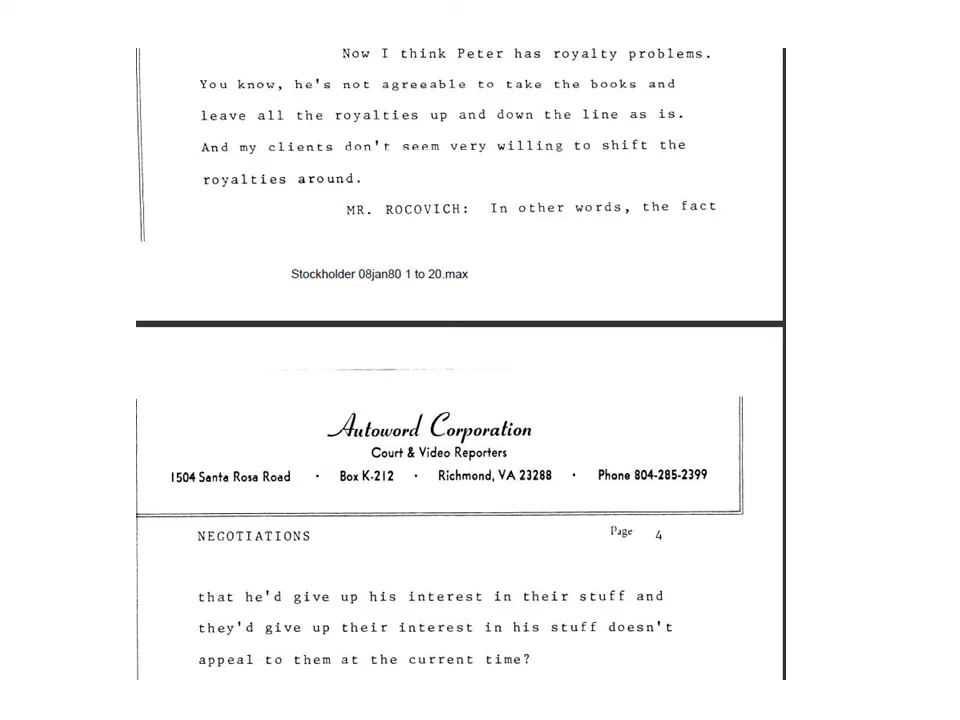 Now I think Peter has royalty problems.
You know, he's not agreeable to take the books and
leave all the royalties up and down the line as is.
And my clients don't seem very willing to shift the
royalties around.
MR. ROCOVICH: In other words, the fact
Stockholder 08jan80 1 to 20.max
Autoword Corporation
Court & Video Reporters
1504 Santa Rosa Road · Box K-212 · Richmond, VA 23288 · Phone 804-285-2399
NEGOTIATIONS Page 4
that he'd give up his interest in their stuff and
they'd give up their interest in his stuff doesn't
appeal to them at the current time?